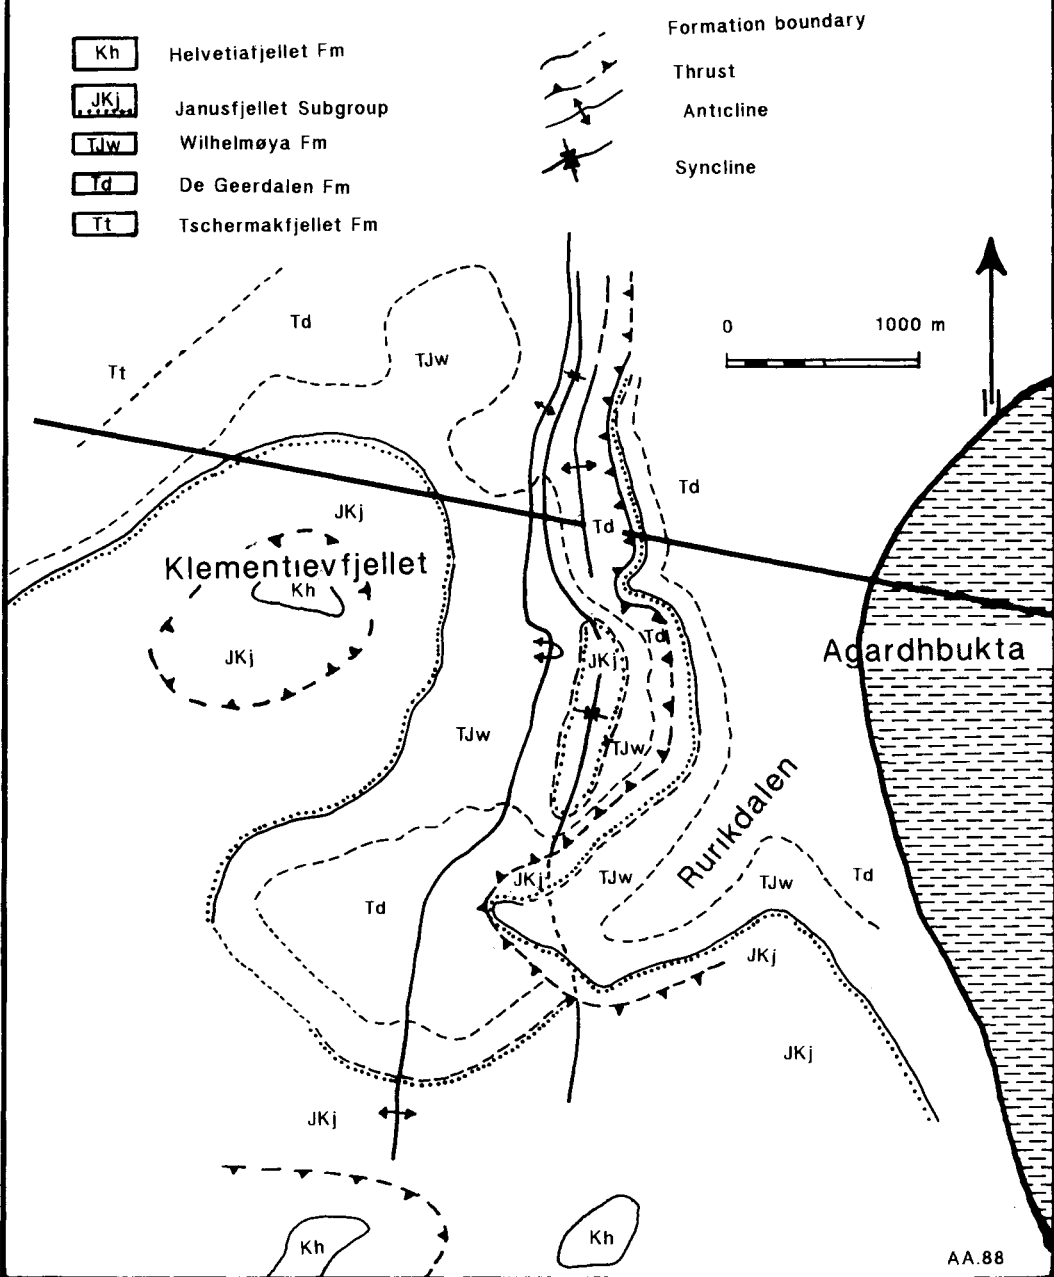 Kh Helvetiafjellet Fm
JKj Janusfjellet Subgroup
TJw Wilhelmøya Fm
Td De Geerdalen Fm
Tt Tschermakfjellet Fm
Formation boundary
Thrust
Anticline
Syncline
0 1000 m
Td
TJw
Tt
Td
JKj
Td
Klementievfjellet
Kh
JKj
Td
JKj
Agardhbukta
TJw
TJw
Rurikdalen
JKj
TJw
TJw
Td
Td
JKj
JKj
JKj
Kh
Kh
AA.88